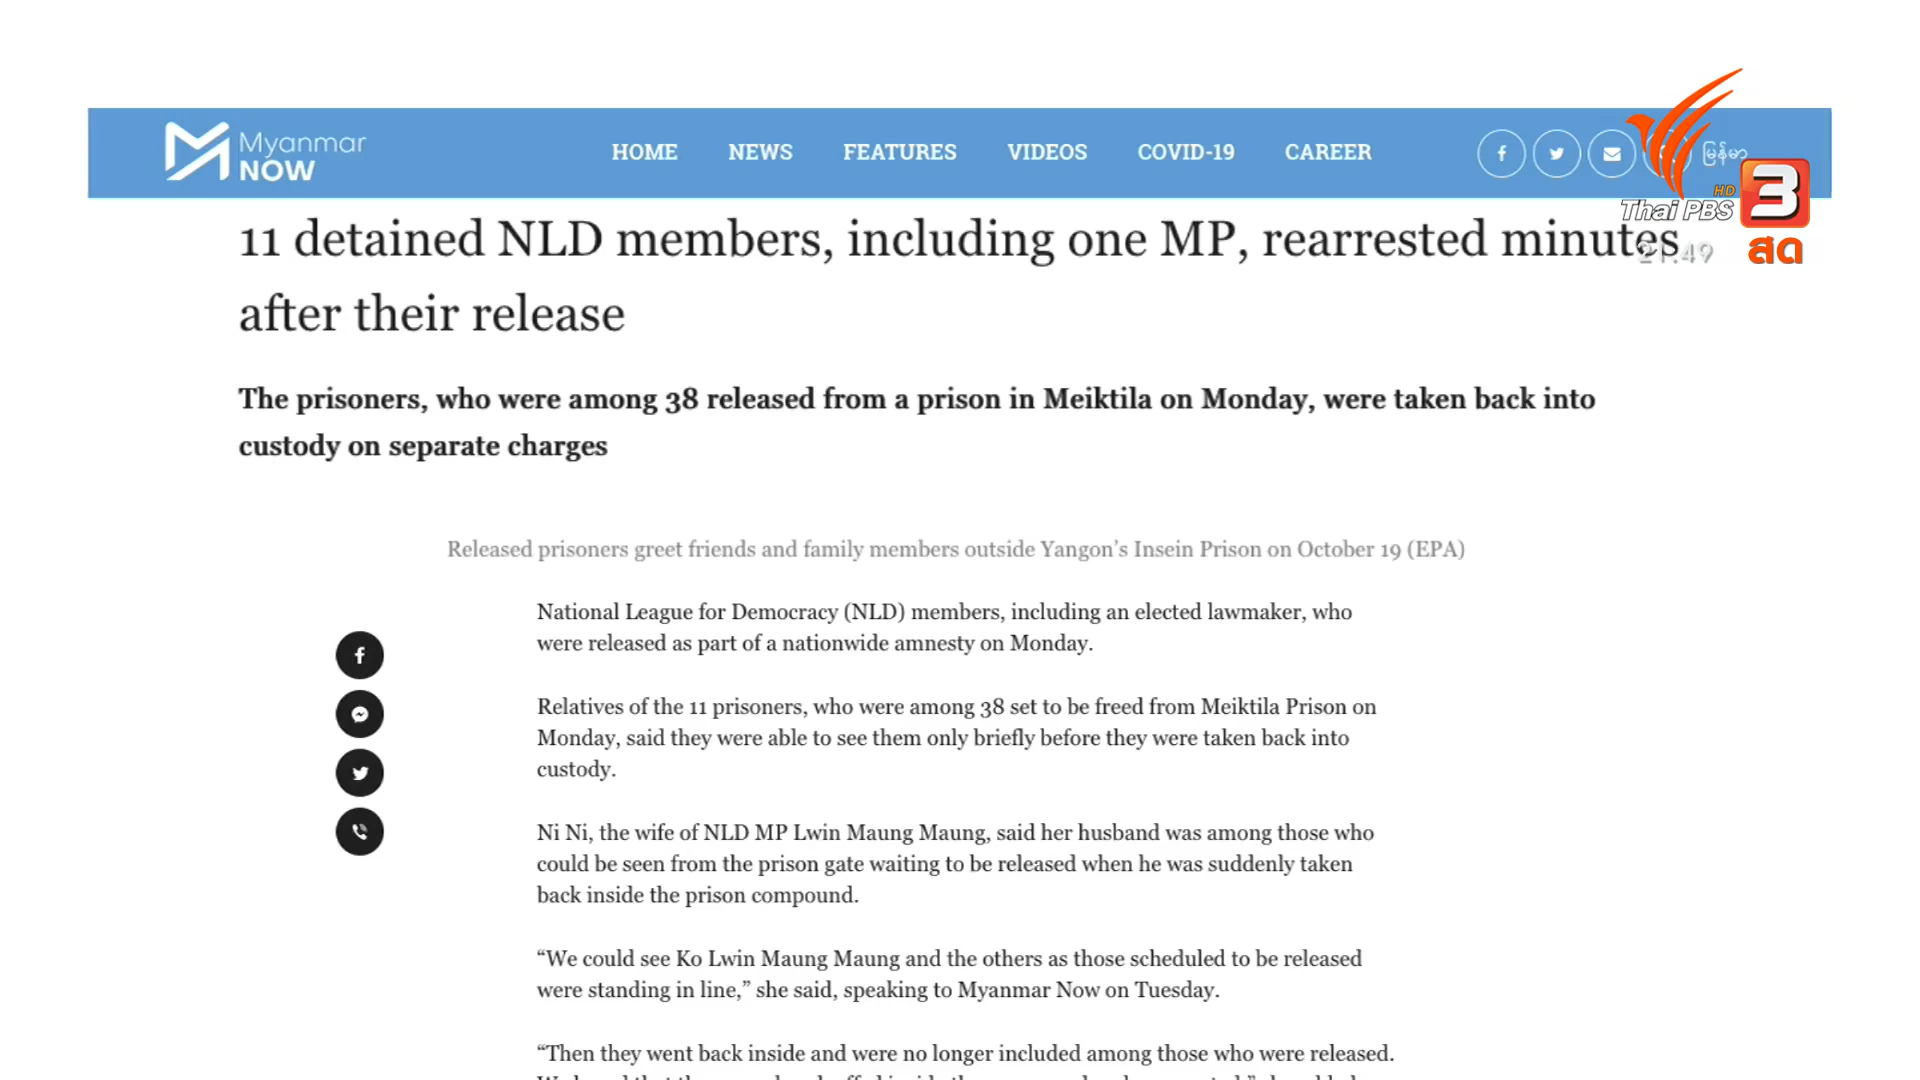 Myanmar
NOW
HOME NEWS FEATURES VIDEOS COVID-19 CAREER
မြန်မာ
HD
Thai PBS
3
21:49
สด
11 detained NLD members, including one MP, rearrested minutes
after their release
The prisoners, who were among 38 released from a prison in Meiktila on Monday, were taken back into
custody on separate charges
Released prisoners greet friends and family members outside Yangon’s Insein Prison on October 19 (EPA)
National League for Democracy (NLD) members, including an elected lawmaker, who
were released as part of a nationwide amnesty on Monday.
Relatives of the 11 prisoners, who were among 38 set to be freed from Meiktila Prison on
Monday, said they were able to see them only briefly before they were taken back into
custody.
Ni Ni, the wife of NLD MP Lwin Maung Maung, said her husband was among those who
could be seen from the prison gate waiting to be released when he was suddenly taken
back inside the prison compound.
“We could see Ko Lwin Maung Maung and the others as those scheduled to be released
were standing in line,” she said, speaking to Myanmar Now on Tuesday.
“Then they went back inside and were no longer included among those who were released.